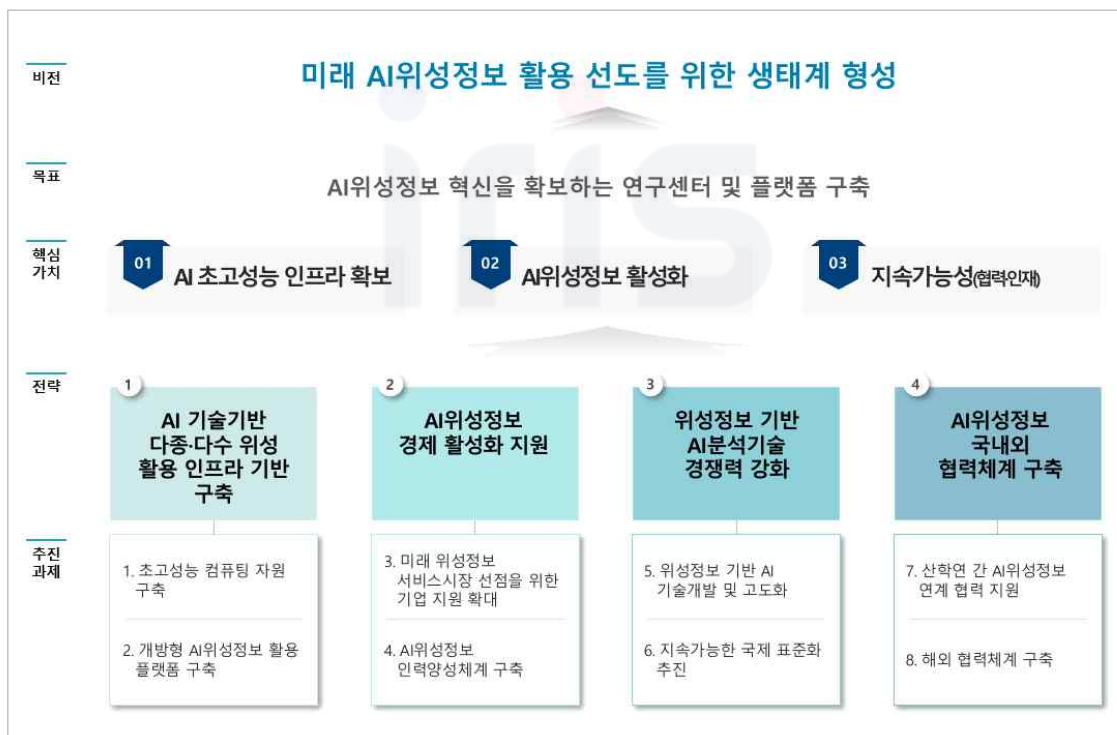 비전
미래 AI위성정보 활용 선도를 위한 생태계 형성
목표
AI위성정보 혁신을 확보하는 연구센터 및 플랫폼 구축
핵심
가치
01
AI 초고성능 인프라 확보
02
AI위성정보 활성화
03
지속가능성(협력인재)
iris
전략
1
AI 기술기반
다종·다수 위성
활용 인프라 기반
구축
2
AI위성정보
경제 활성화 지원
3
위성정보 기반
AI분석기술
경쟁력 강화
4
AI위성정보
국내외
협력체계 구축
추진
과제
1. 초고성능 컴퓨팅 자원
구축
2. 개방형 AI위성정보 활용
플랫폼 구축
3. 미래 위성정보
서비스시장 선점을 위한
기업 지원 확대
4. AI위성정보
인력양성체계 구축
5. 위성정보 기반 AI
기술개발 및 고도화
6. 지속가능한 국제 표준화
추진
7. 산학연 간 AI위성정보
연계 협력 지원
8. 해외 협력체계 구축